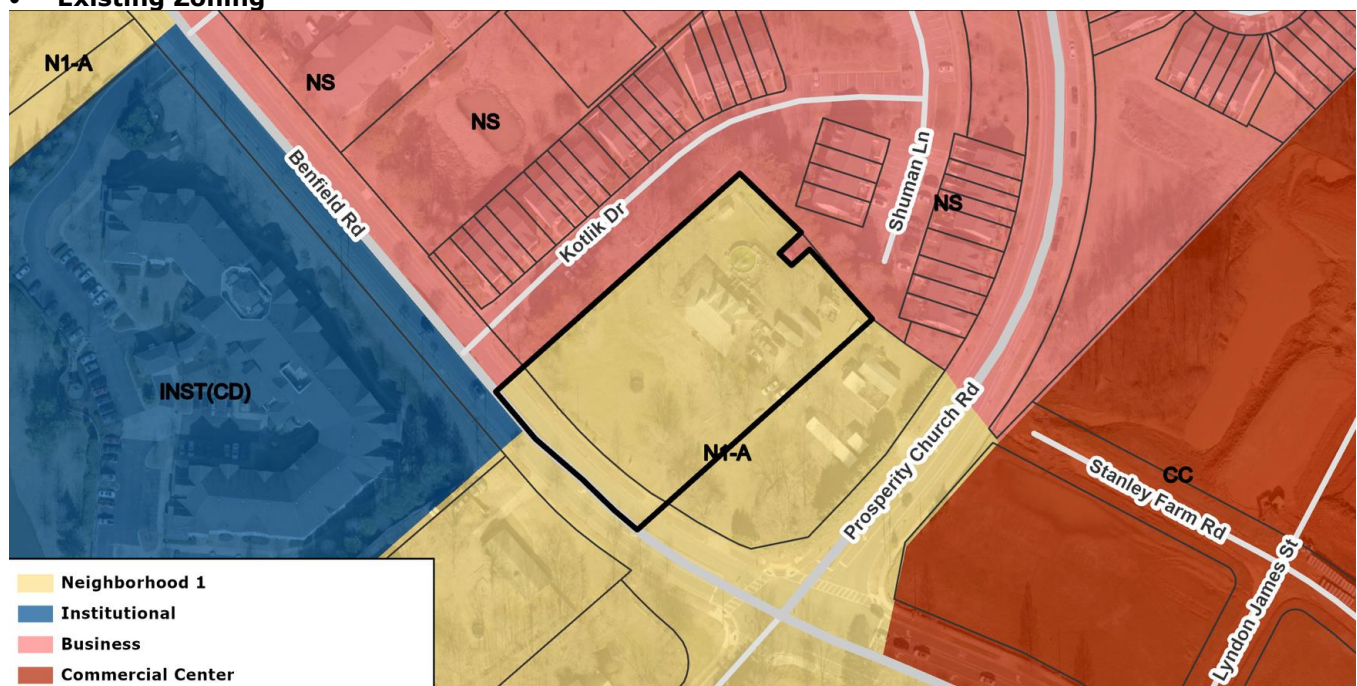 • Existing Zoning
N1-A
NS
NS
Benfield Rd
Kotlik Dr
Shuman Ln
NS
INST(CD)
N1-A
Prosperity Church Rd
CC
Stanley Farm Rd
Lyndon James St
Neighborhood 1
Institutional
Business
Commercial Center